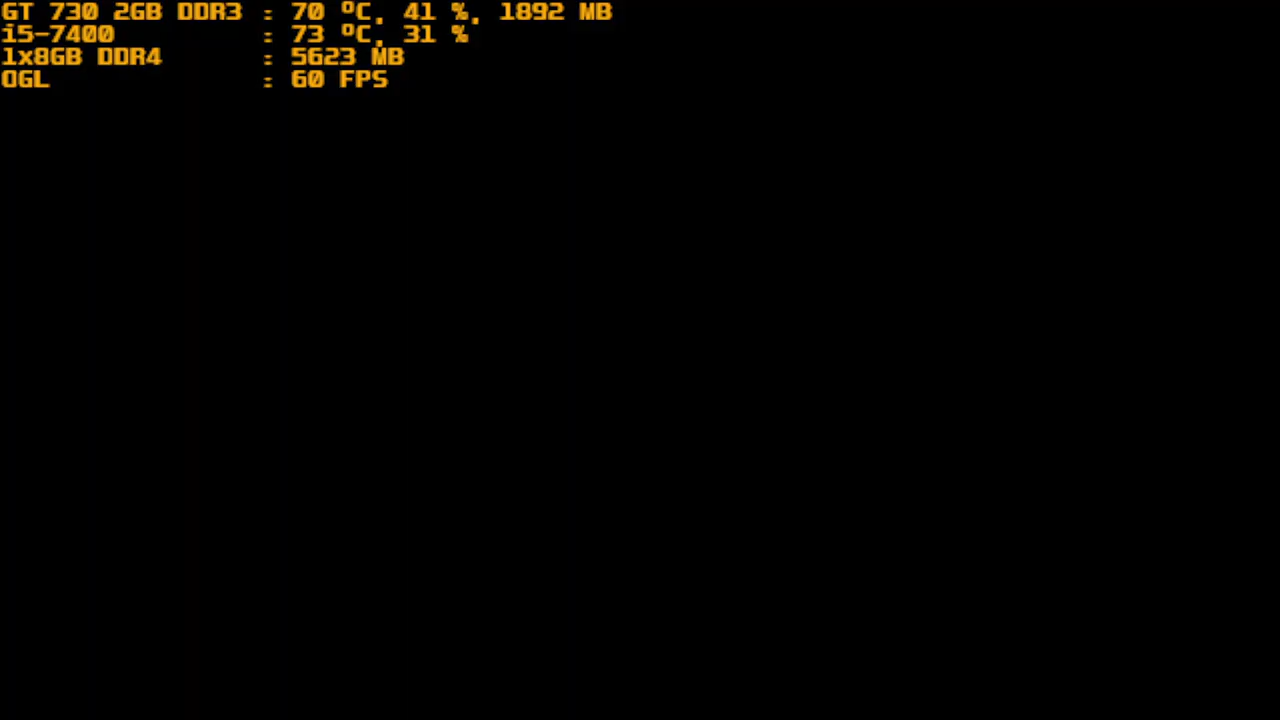 GT 730 2GB DDR3 : 70 ºC, 41 %, 1892 MB
i5-7400 : 73 ºC, 31 %
1x8GB DDR4 : 5623 MB
OGL : 60 FPS